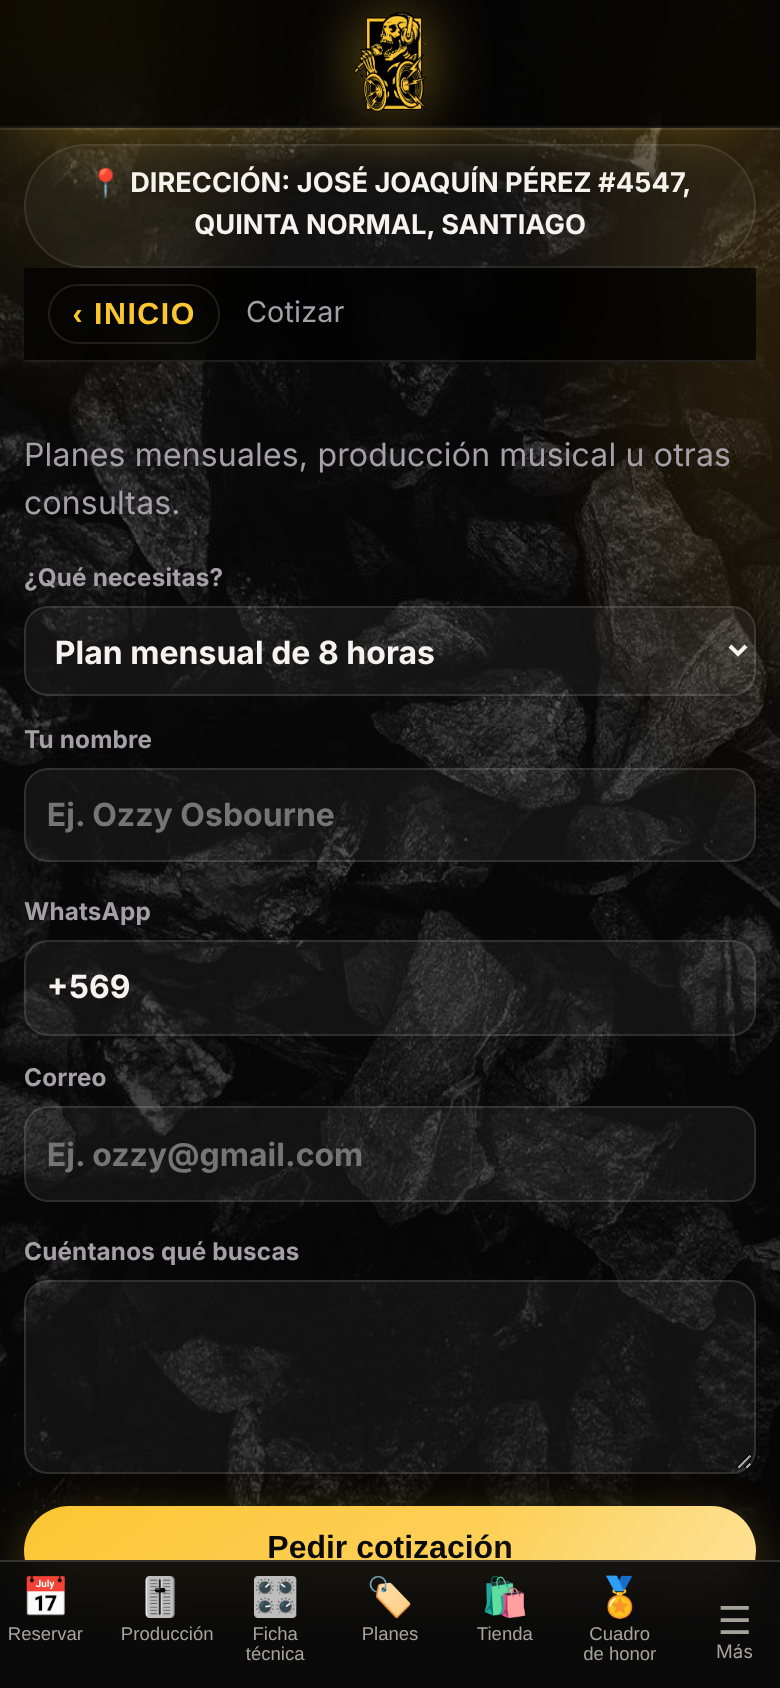 📍 DIRECCIÓN: JOSÉ JOAQUÍN PÉREZ #4547,
QUINTA NORMAL, SANTIAGO
‹ INICIO
Cotizar
Planes mensuales, producción musical u otras
consultas.
¿Qué necesitas?
Plan mensual de 8 horas
Tu nombre
Ej. Ozzy Osbourne
WhatsApp
+569
Correo
Ej. ozzy@gmail.com
Cuéntanos qué buscas
Pedir cotización
July
17
Reservar
Producción
Ficha
técnica
Planes
Tienda
Cuadro
de honor
Más